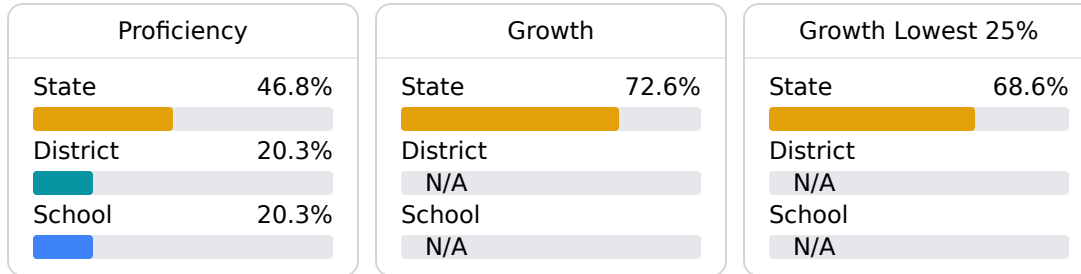 Proficiency
State 46.8%
District 20.3%
School 20.3%
Growth
State 72.6%
District
N/A
School
N/A
Growth Lowest 25%
State 68.6%
District
N/A
School
N/A